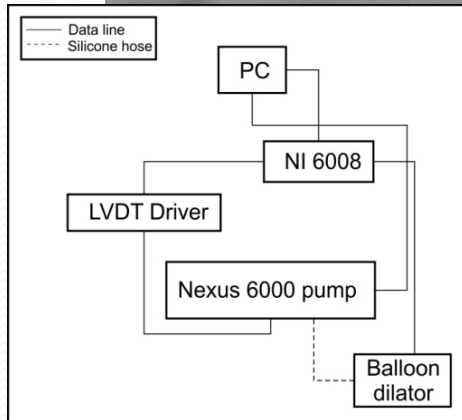 Data line
Silicone hose
PC
NI 6008
LVDT Driver
Nexus 6000 pump
Balloon
dilator